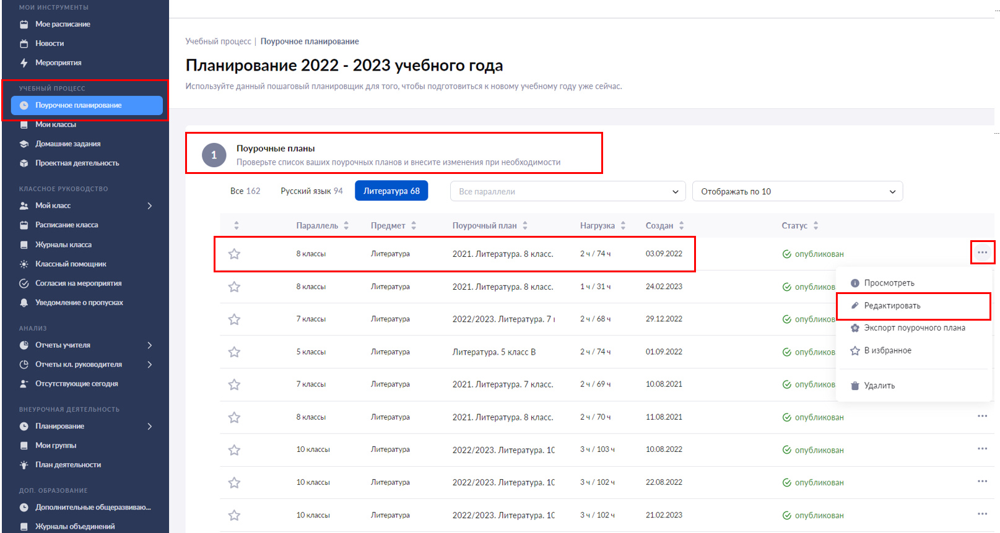 МОИ ИНСТРУМЕНТЫ
Мое расписание
Новости
Мероприятия
УЧЕБНЫЙ ПРОЦЕСС
Поурочное планирование
Мои классы
Домашние задания
Проектная деятельность
КЛАССНОЕ РУКОВОДСТВО
Мой класс
Расписание класса
Журналы класса
Классный помощник
Согласия на мероприятия
Уведомление о пропусках
АНАЛИЗ
Отчеты учителя
Отчеты кл. руководителя
Отсутствующие сегодня
ВНЕУРОЧНАЯ ДЕЯТЕЛЬНОСТЬ
Планирование
Мои группы
План деятельности
ДОП. ОБРАЗОВАНИЕ
Дополнительные общеразвиваю...
Журналы объединений
Учебный процесс | Поурочное планирование
Планирование 2022 - 2023 учебного года
Используйте данный пошаговый планировщик для того, чтобы подготовиться к новому учебному году уже сейчас.
1
Поурочные планы
Проверьте список ваших поурочных планов и внесите изменения при необходимости
Все 162 Русский язык 94 Литература 68 Все параллели Отображать по 10
Параллель Предмет Поурочный план Нагрузка Создан Статус
8 классы Литература 2021. Литература. 8 класс. 2 ч / 74 ч 03.09.2022 опубликован
8 классы Литература 2021. Литература. 8 класс. 1 ч / 31 ч 24.02.2023 опубликов
7 классы Литература 2022/2023. Литература. 7 2 ч / 68 ч 29.12.2022 опубликов
5 классы Литература Литература. 5 класс В 2 ч / 74 ч 01.09.2022 опубликов
7 классы Литература 2021. Литература. 7 класс. 2 ч / 69 ч 10.08.2021 опубликов
8 классы Литература 2021. Литература. 8 класс. 2 ч / 70 ч 11.08.2021 опубликован
10 классы Литература 2022/2023. Литература. 10 3 ч / 103 ч 10.08.2022 опубликован
10 классы Литература 2022/2023. Литература. 10 3 ч / 102 ч 22.08.2022 опубликован
10 классы Литература 2022/2023. Литература. 10 3 ч / 102 ч 21.02.2023 опубликован
Просмотреть
Редактировать
Экспорт поурочного плана
В избранное
Удалить